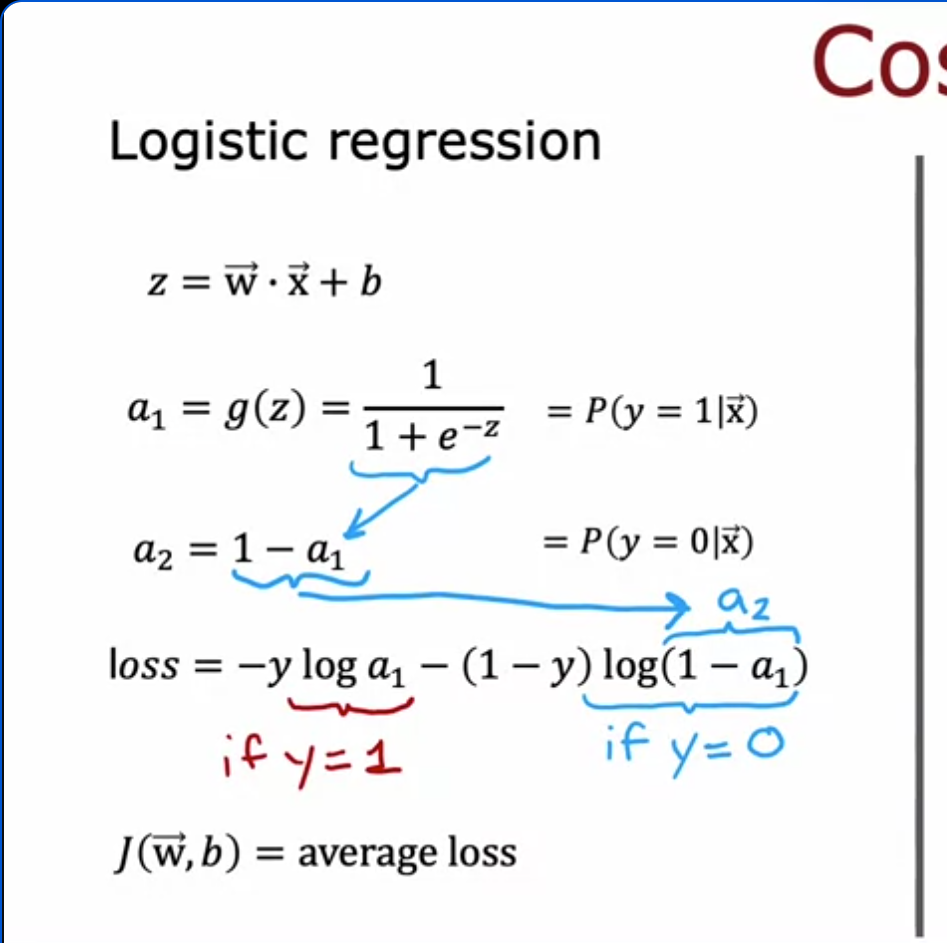 Cos
Logistic regression
z = w⃗ · x⃗ + b
a₁ = g(z) = 1 / (1 + e⁻ᶻ) = P(y = 1|x⃗)
a₂ = 1 − a₁ = P(y = 0|x⃗)
a₂
loss = −y log a₁ − (1 − y) log(1 − a₁)
if y=1 if y=0
J(w⃗, b) = average loss